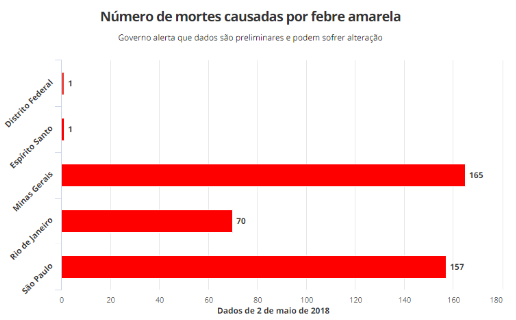 Número de mortes causadas por febre amarela
Governo alerta que dados são preliminares e podem sofrer alteração
Distrito Federal
1
Espírito Santo
1
Minas Gerais
165
Rio de Janeiro
70
São Paulo
157
0 20 40 60 80 100 120 140 160 180
Dados de 2 de maio de 2018